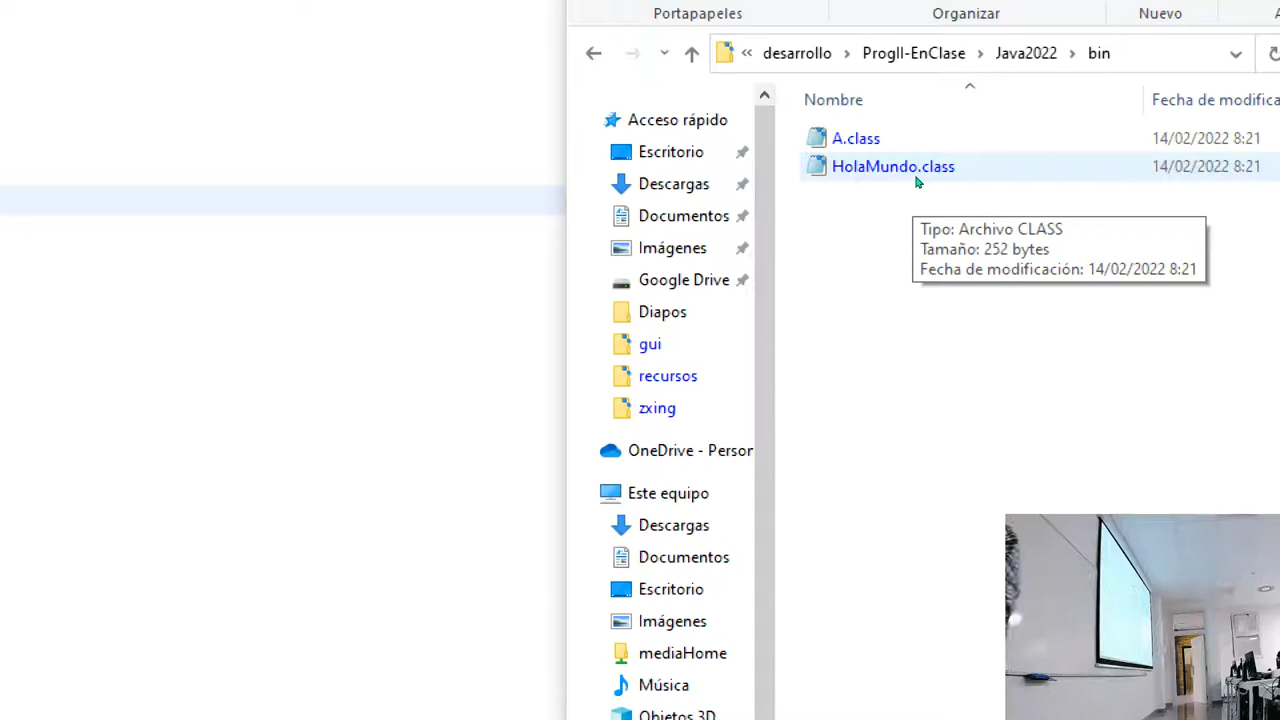 Portapapeles
Organizar
Nuevo
desarrollo
ProgII-EnClase
Java2022
bin
Nombre
Fecha de modifica
Acceso rápido
A.class
14/02/2022 8:21
Escritorio
HolaMundo.class
14/02/2022 8:21
Descargas
Documentos
Imágenes
Google Drive
Diapos
gui
recursos
zxing
Tipo: Archivo CLASS
Tamaño: 252 bytes
Fecha de modificación: 14/02/2022 8:21
OneDrive - Person
Este equipo
Descargas
Documentos
Escritorio
Imágenes
mediaHome
Música
Objetos 3D